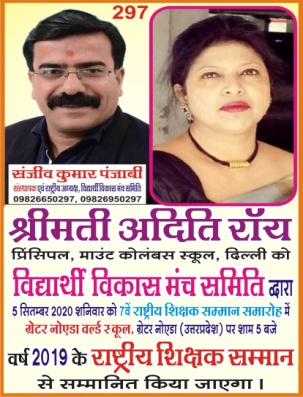 297
संजीव कुमार पंजाबी
संस्थापक एवं राष्ट्रीय अध्यक्ष, विद्यार्थी विकास मंच समिति
09826650297, 09826950297
श्रीमती अदिति रॉय
प्रिंसिपल, माउंट कोलंबस स्कूल, दिल्ली को
विद्यार्थी विकास मंच समिति द्वारा
5 सितम्बर 2020 शनिवार को 7वें राष्ट्रीय शिक्षक सम्मान समारोह में
ग्रेटर नोएडा वर्ल्ड स्कूल, ग्रेटर नोएडा (उत्तरप्रदेश) पर शाम 5 बजे
वर्ष 2019 के राष्ट्रीय शिक्षक सम्मान
से सम्मानित किया जाएगा ।